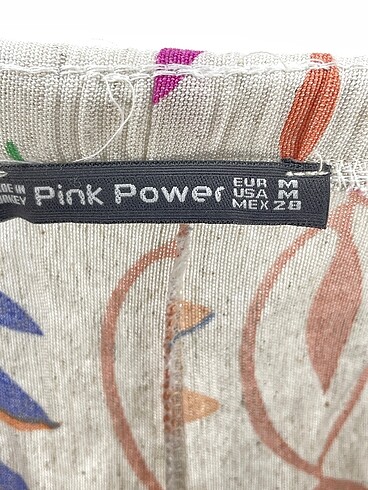 MADE IN
TURKEY
Pink Power
EUR M
USA M
MEX 28